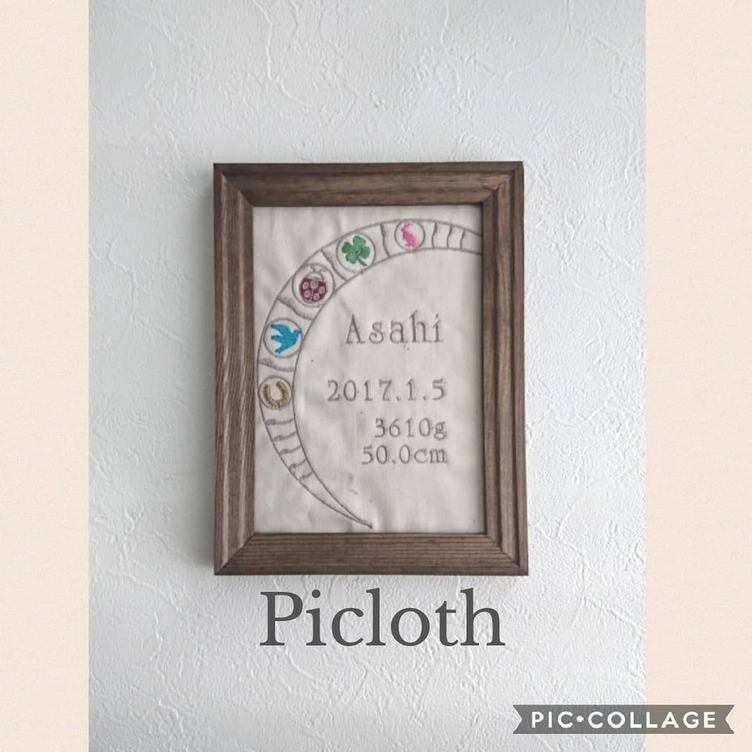 Asahi
2017.1.5
3610g
50.0cm
Picloth
PIC•COLLAGE